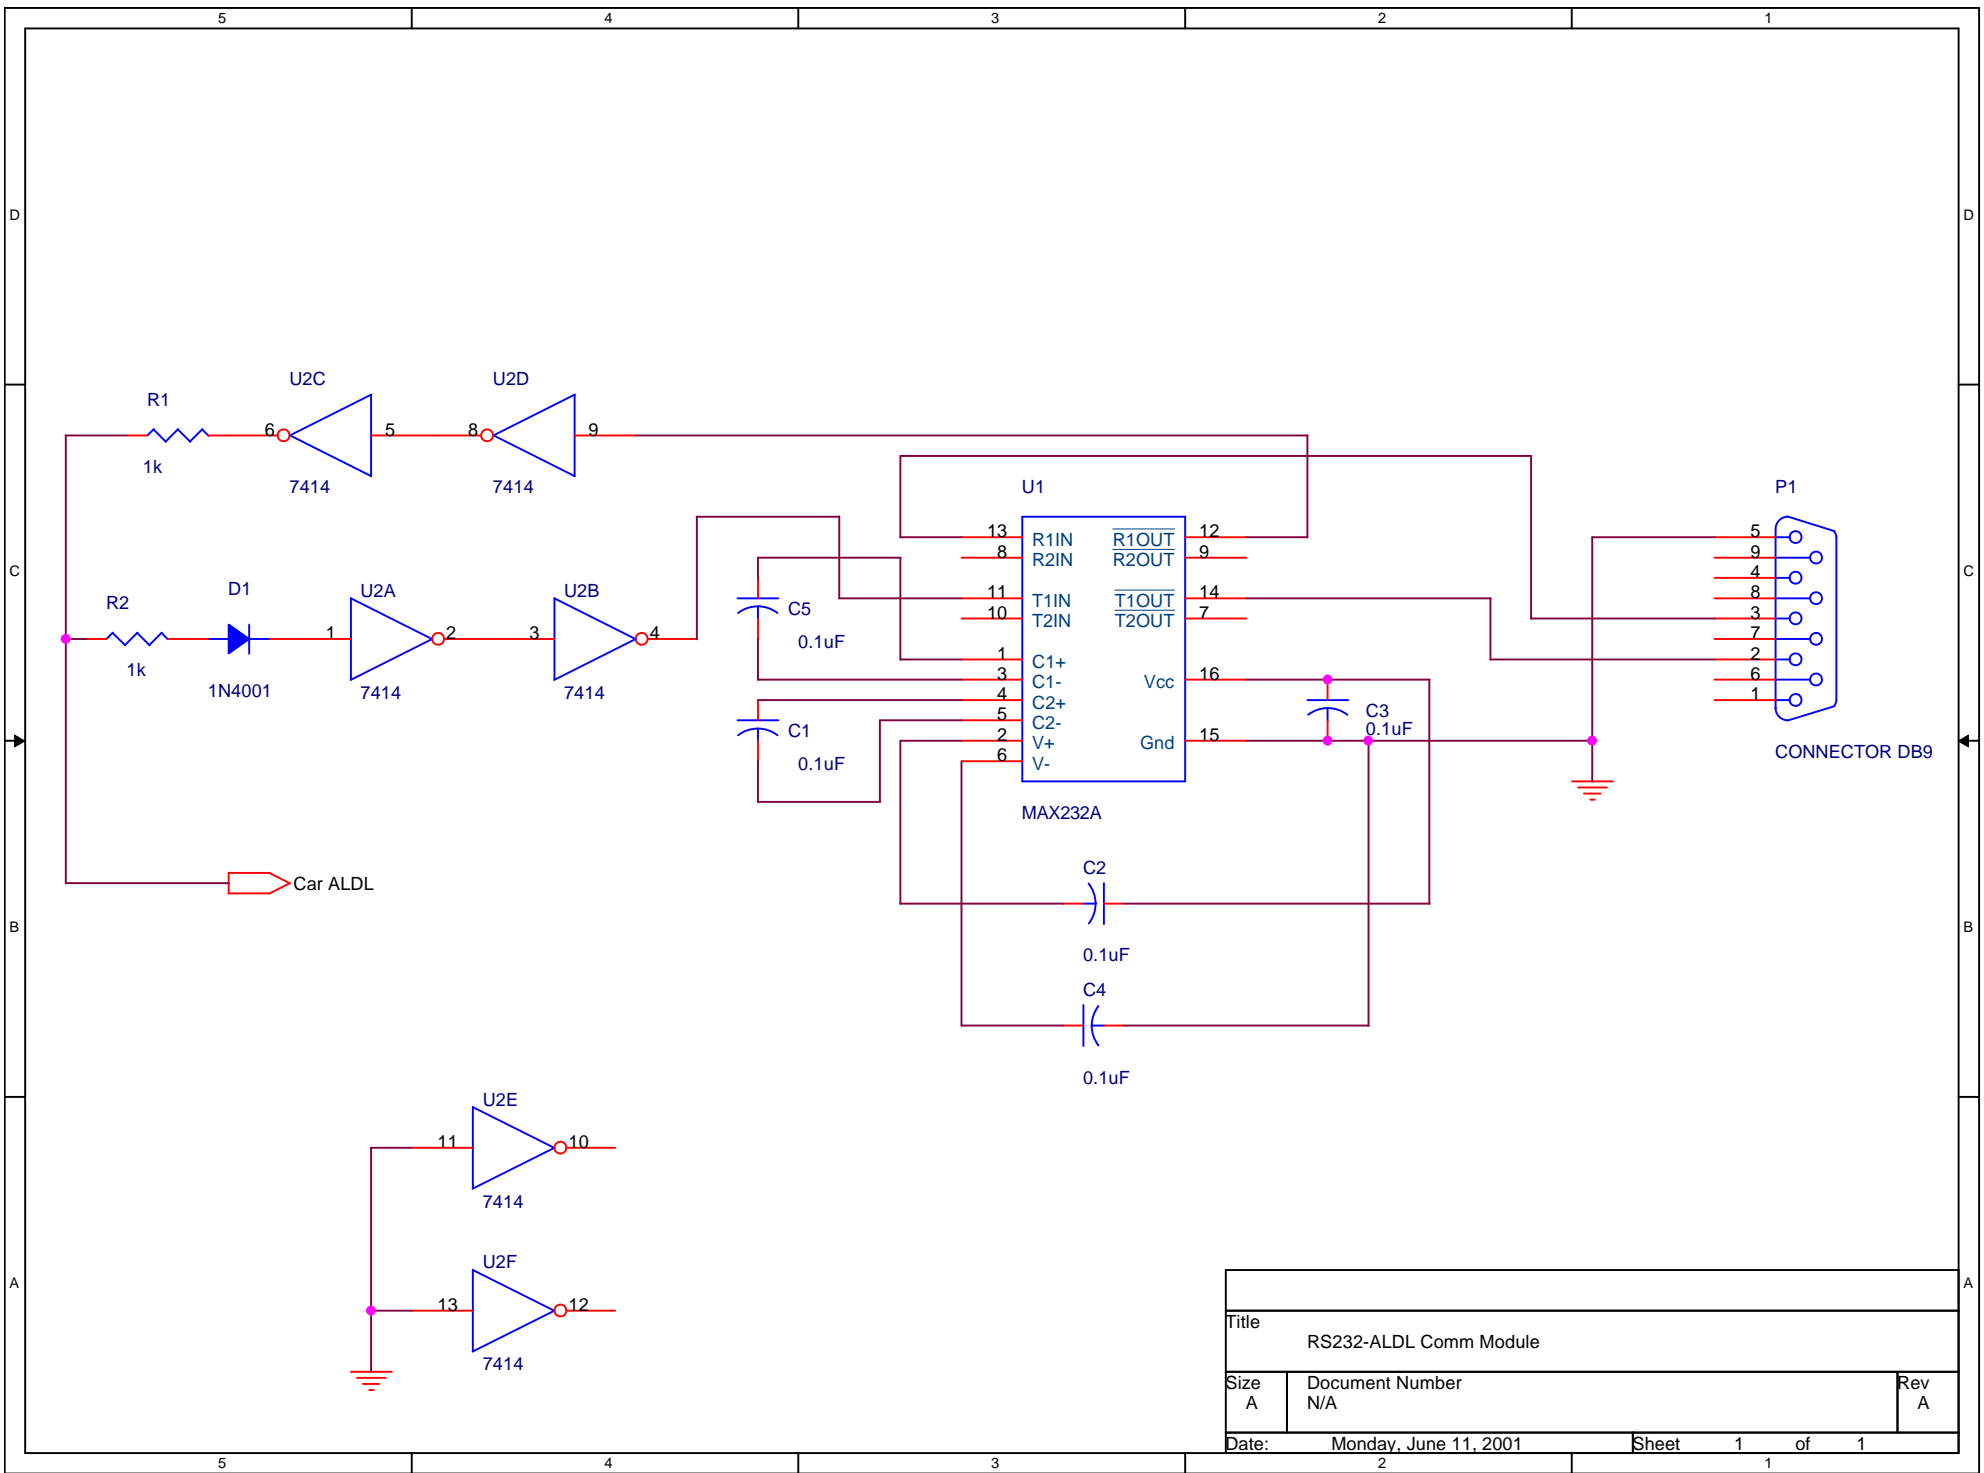 5 4 3 2 1
D D
U2C U2D
R1
6 5 8 9
1k
7414 7414
U1 P1
13 R1IN R1OUT 12 5
8 R2IN R2OUT 9 9
C C
4
D1 U2A U2B
R2
11 T1IN T1OUT 14 8
C5
10 T2IN T2OUT 7 3
1 2 3 4 7
0.1uF
1k
1 C1+ 2
3 C1- Vcc 16 6
1N4001 7414 7414
4 C2+ 1
5 C2- C3
C1 0.1uF
2 V+ Gnd 15
0.1uF
6 V-
CONNECTOR DB9
MAX232A
C2
Car ALDL
B B
0.1uF
C4
0.1uF
U2E
11 10
7414
U2F
A A
13 12
7414
Title
RS232-ALDL Comm Module
Size Document Number Rev
A N/A A
Date: Monday, June 11, 2001 Sheet 1 of 1
5 4 3 2 1